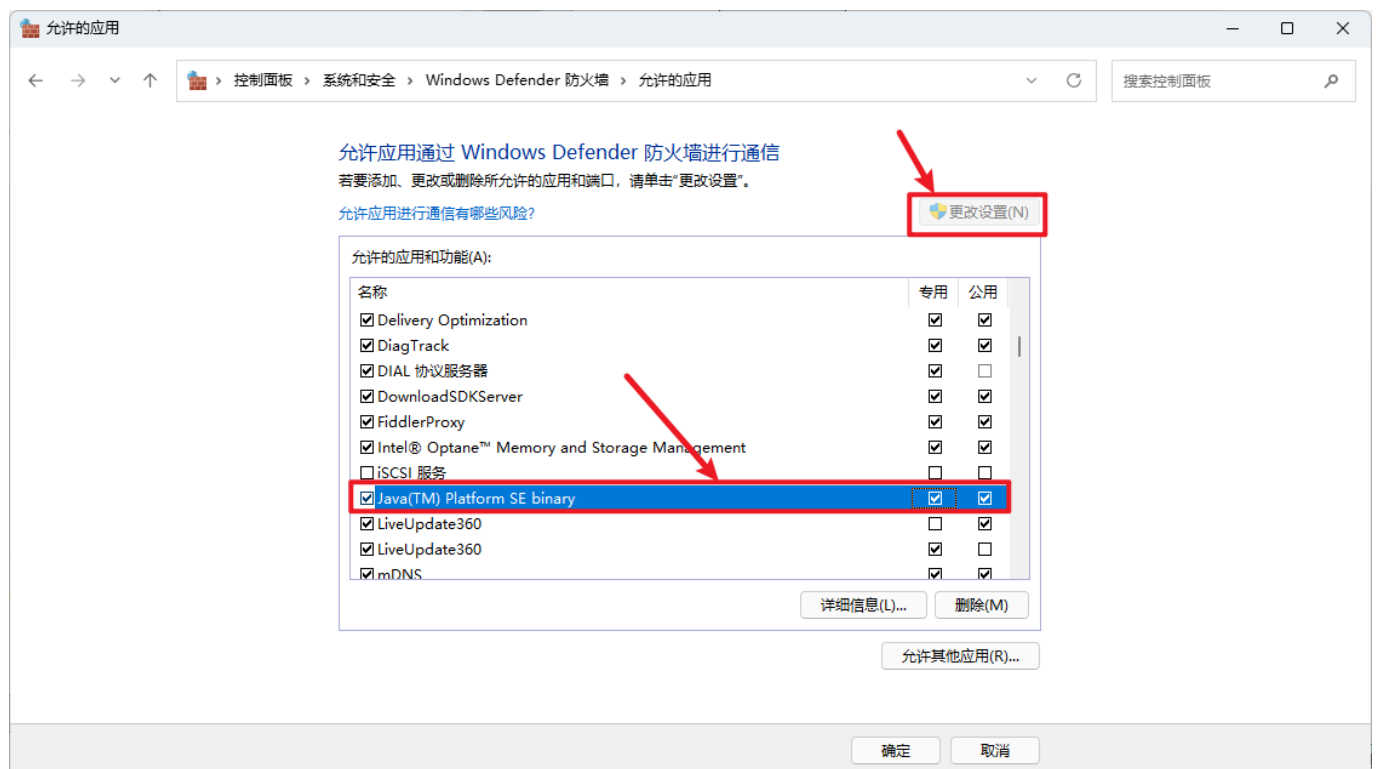 允许的应用
控制面板 › 系统和安全 › Windows Defender 防火墙 › 允许的应用
搜索控制面板
允许应用通过 Windows Defender 防火墙进行通信
若要添加、更改或删除所允许的应用和端口，请单击"更改设置"。
允许应用进行通信有哪些风险?
更改设置(N)
允许的应用和功能(A):
名称 专用 公用
Delivery Optimization
DiagTrack
DIAL 协议服务器
DownloadSDKServer
FiddlerProxy
Intel® Optane™ Memory and Storage Management
iSCSI 服务
Java(TM) Platform SE binary
LiveUpdate360
LiveUpdate360
mDNS
详细信息(L)... 删除(M)
允许其他应用(R)...
确定 取消